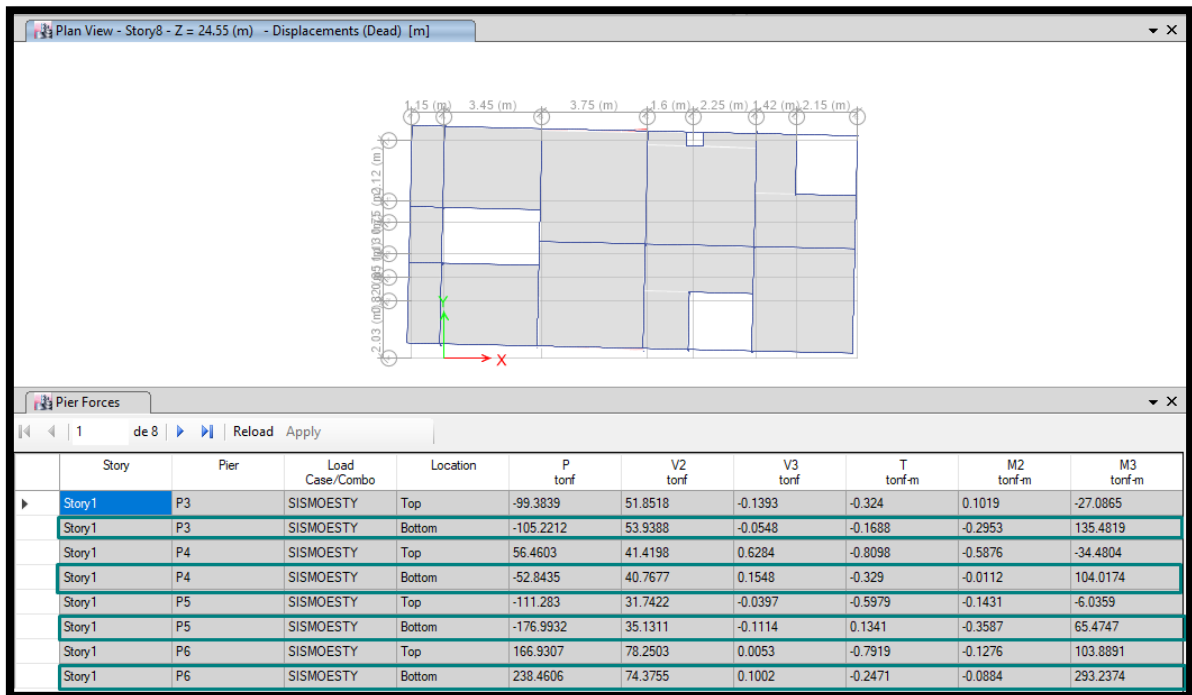 Plan View - Story8 - Z = 24.55 (m) - Displacements (Dead) [m]
1.15 (m) 3.45 (m) 3.75 (m) 1.6 (m) 2.25 (m) 1.42 (m) 2.15 (m)
2.12 (m)
2.03 (m)
Y
X
Pier Forces
1 de 8 Reload Apply
Story Pier Load Case/Combo Location P tonf V2 tonf V3 tonf T tonf-m M2 tonf-m M3 tonf-m
Story1 P3 SISMOESTY Top -99.3839 51.8518 -0.1393 -0.324 0.1019 -27.0865
Story1 P3 SISMOESTY Bottom -105.2212 53.9388 -0.0548 -0.1688 -0.2953 135.4819
Story1 P4 SISMOESTY Top 56.4603 41.4198 0.6284 -0.8098 -0.5876 -34.4804
Story1 P4 SISMOESTY Bottom -52.8435 40.7677 0.1548 -0.329 -0.0112 104.0174
Story1 P5 SISMOESTY Top -111.283 31.7422 -0.0397 -0.5979 -0.1431 -6.0359
Story1 P5 SISMOESTY Bottom -176.9932 35.1311 -0.1114 0.1341 -0.3587 65.4747
Story1 P6 SISMOESTY Top 166.9307 78.2503 0.0053 -0.7919 -0.1276 103.8891
Story1 P6 SISMOESTY Bottom 238.4606 74.3755 0.1002 -0.2471 -0.0884 293.2374